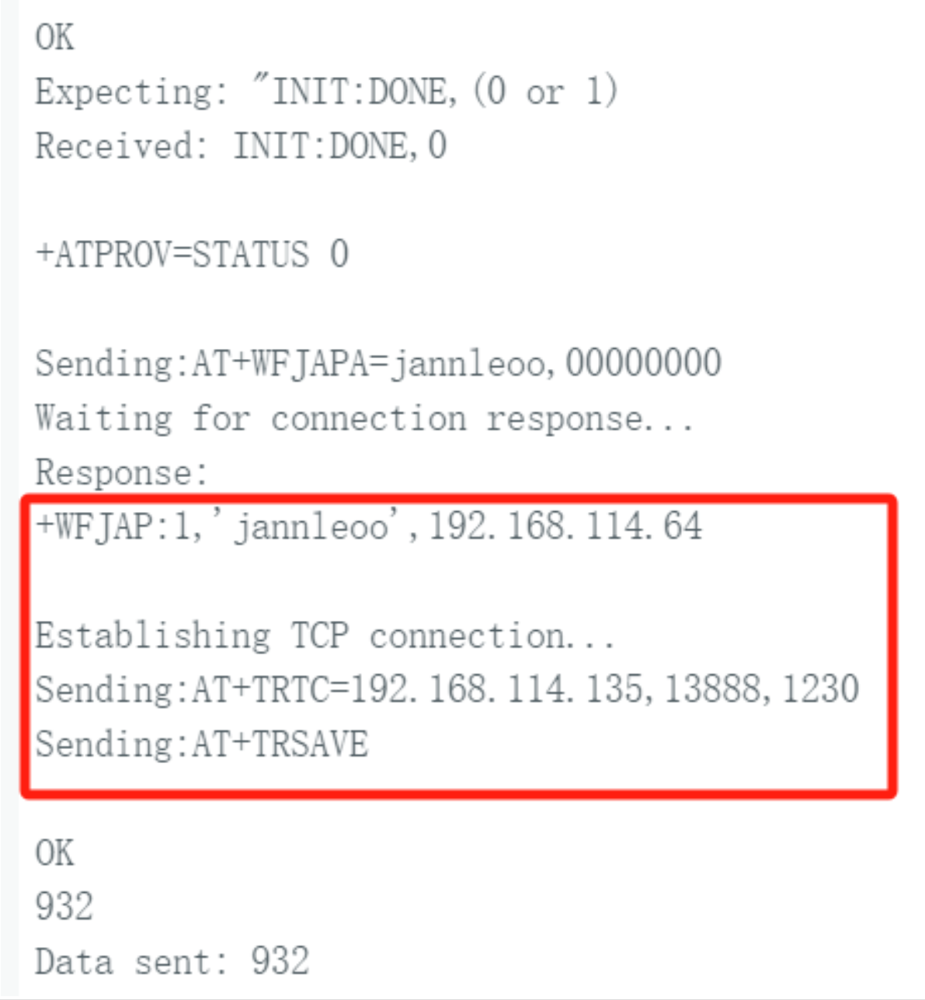 OK
Expecting: "INIT:DONE, (0 or 1)
Received: INIT:DONE,0
+ATPROV=STATUS 0
Sending:AT+WFJAPA=jannleoo,00000000
Waiting for connection response...
Response:
+WFJAP:1,'jannleoo',192.168.114.64
Establishing TCP connection...
Sending:AT+TRTC=192.168.114.135,13888,1230
Sending:AT+TRSAVE
OK
932
Data sent: 932